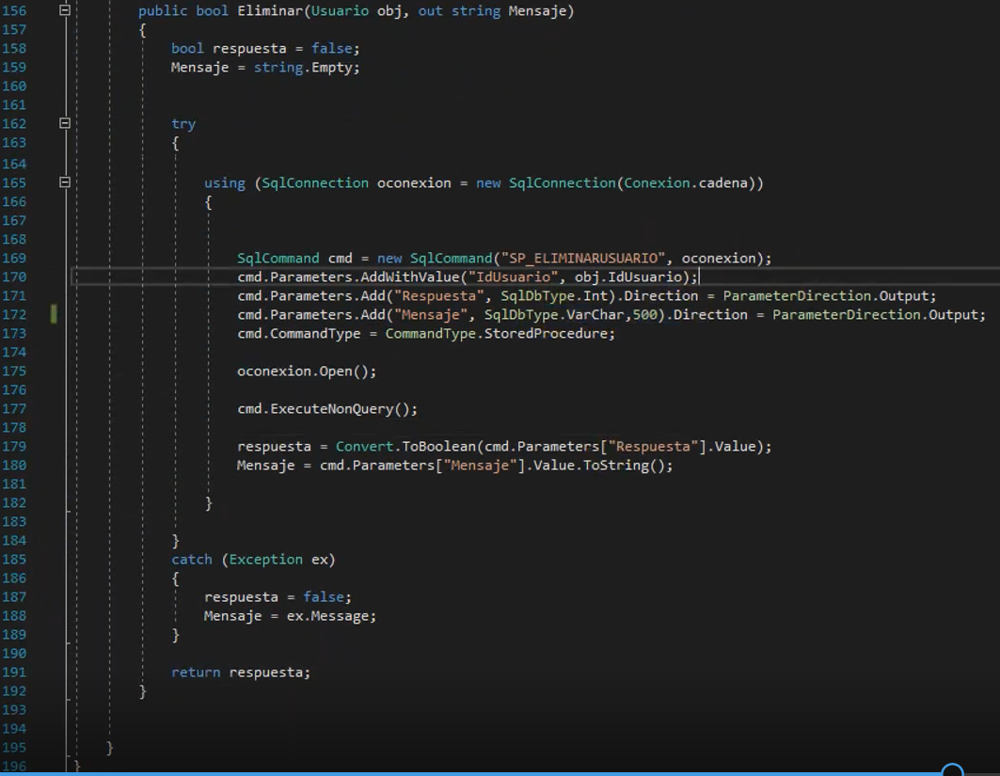 156 public bool Eliminar(Usuario obj, out string Mensaje)
157 {
158 bool respuesta = false;
159 Mensaje = string.Empty;
160
161
162 try
163 {
164
165 using (SqlConnection oconexion = new SqlConnection(Conexion.cadena))
166 {
167
168
169 SqlCommand cmd = new SqlCommand("SP_ELIMINARUSUARIO", oconexion);
170 cmd.Parameters.AddWithValue("IdUsuario", obj.IdUsuario);
171 cmd.Parameters.Add("Respuesta", SqlDbType.Int).Direction = ParameterDirection.Output;
172 cmd.Parameters.Add("Mensaje", SqlDbType.VarChar,500).Direction = ParameterDirection.Output;
173 cmd.CommandType = CommandType.StoredProcedure;
174
175 oconexion.Open();
176
177 cmd.ExecuteNonQuery();
178
179 respuesta = Convert.ToBoolean(cmd.Parameters["Respuesta"].Value);
180 Mensaje = cmd.Parameters["Mensaje"].Value.ToString();
181
182 }
183
184 }
185 catch (Exception ex)
186 {
187 respuesta = false;
188 Mensaje = ex.Message;
189 }
190
191 return respuesta;
192 }
193
194
195 }
196 }